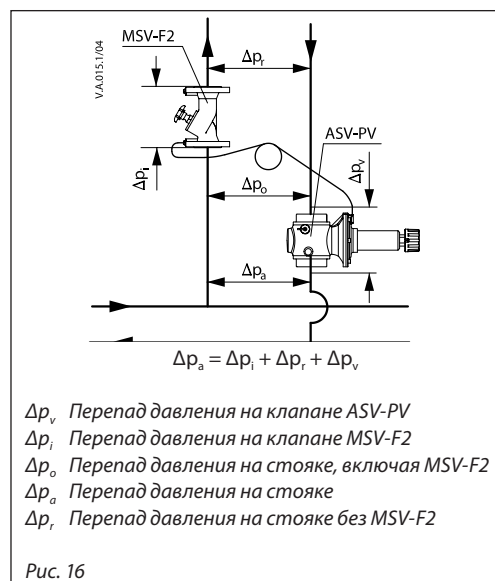 MSV-F2
V.A.015.1/04
Δpᵣ
ASV-PV
Δpᵢ
Δpᵥ
Δpₒ
Δpₐ
Δpₐ = Δpᵢ + Δpᵣ + Δpᵥ
Δpᵥ Перепад давления на клапане ASV-PV
Δpᵢ Перепад давления на клапане MSV-F2
Δpₒ Перепад давления на стояке, включая MSV-F2
Δpₐ Перепад давления на стояке
Δpᵣ Перепад давления на стояке без MSV-F2
Рис. 16